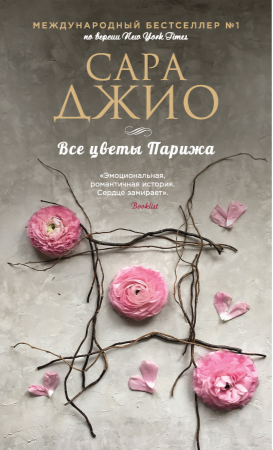 МЕЖДУНАРОДНЫЙ БЕСТСЕЛЛЕР №1
по версии New York Times
САРА
ДЖИО
Все цветы Парижа
«Эмоциональная,
романтичная история.
Сердце замирает».
Booklist